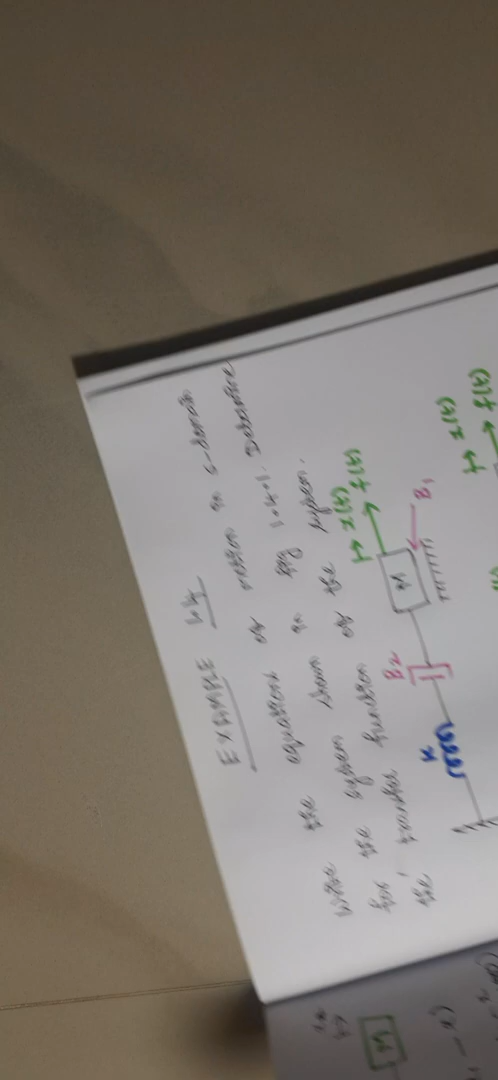 EXAMPLE 1.4
Write the equations of motion in s-domain
for the system shown in fig 1.4.1. Determine
the transfer function of the system.
x(t)
f(t)
K
B2
M
B1
x(t)
f(t)
M